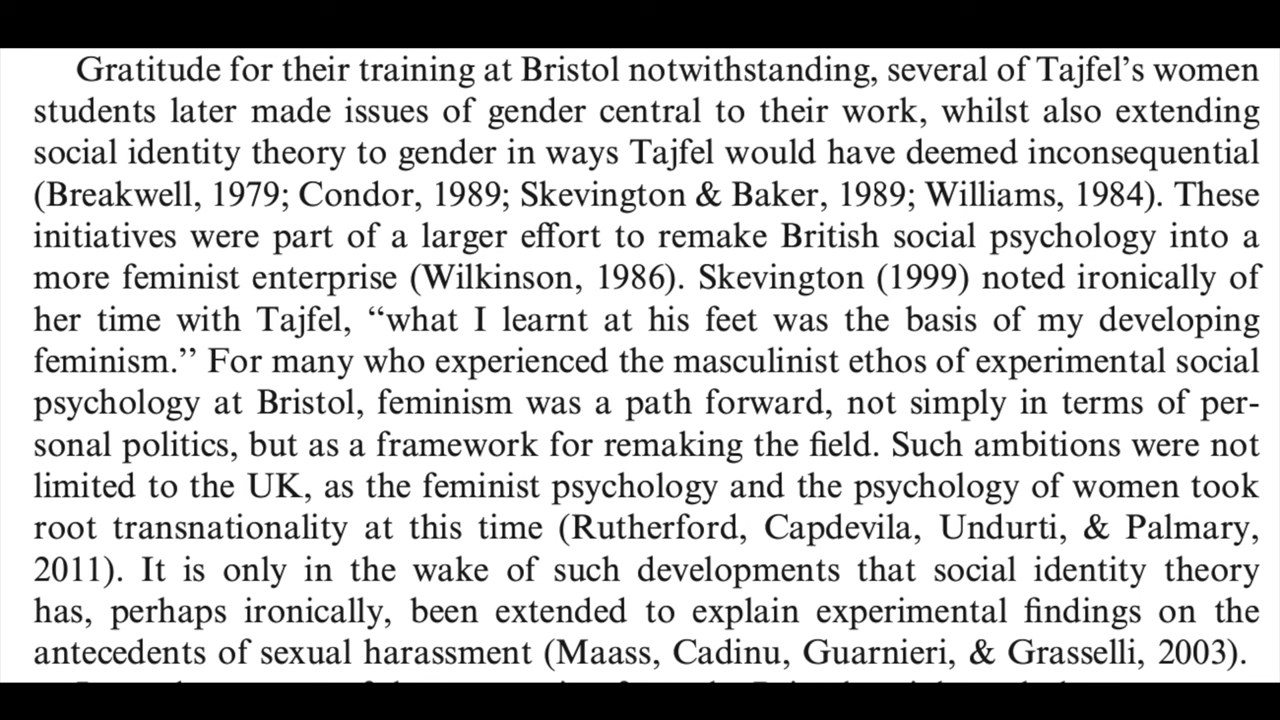 Gratitude for their training at Bristol notwithstanding, several of Tajfel’s women
students later made issues of gender central to their work, whilst also extending
social identity theory to gender in ways Tajfel would have deemed inconsequential
(Breakwell, 1979; Condor, 1989; Skevington & Baker, 1989; Williams, 1984). These
initiatives were part of a larger effort to remake British social psychology into a
more feminist enterprise (Wilkinson, 1986). Skevington (1999) noted ironically of
her time with Tajfel, ‘‘what I learnt at his feet was the basis of my developing
feminism.’’ For many who experienced the masculinist ethos of experimental social
psychology at Bristol, feminism was a path forward, not simply in terms of per-
sonal politics, but as a framework for remaking the field. Such ambitions were not
limited to the UK, as the feminist psychology and the psychology of women took
root transnationality at this time (Rutherford, Capdevila, Undurti, & Palmary,
2011). It is only in the wake of such developments that social identity theory
has, perhaps ironically, been extended to explain experimental findings on the
antecedents of sexual harassment (Maass, Cadinu, Guarnieri, & Grasselli, 2003).